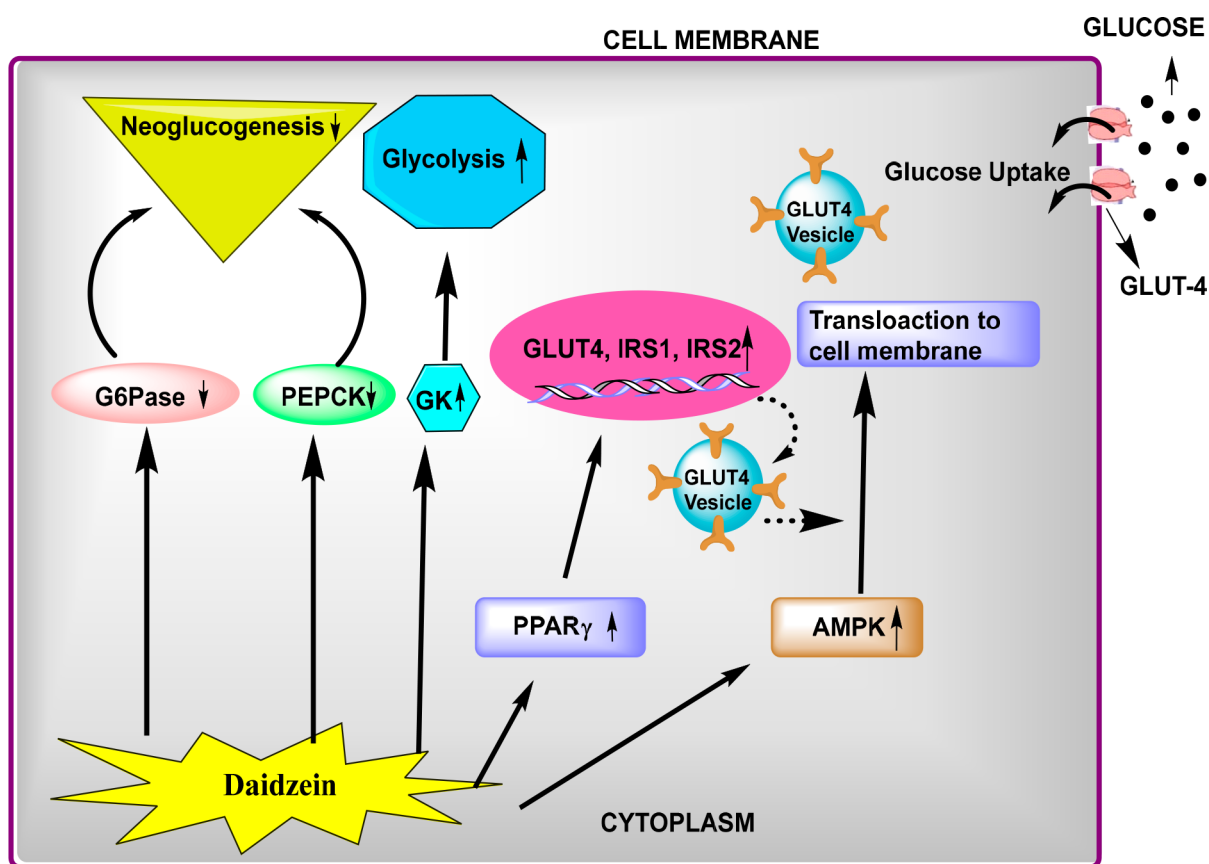 GLUCOSE
CELL MEMBRANE
Neoglucogenesis
Glycolysis
Glucose Uptake
GLUT4
Vesicle
GLUT-4
GLUT4, IRS1, IRS2
Transloaction to
cell membrane
G6Pase
PEPCK
GK
GLUT4
Vesicle
PPARγ
AMPK
Daidzein
CYTOPLASM